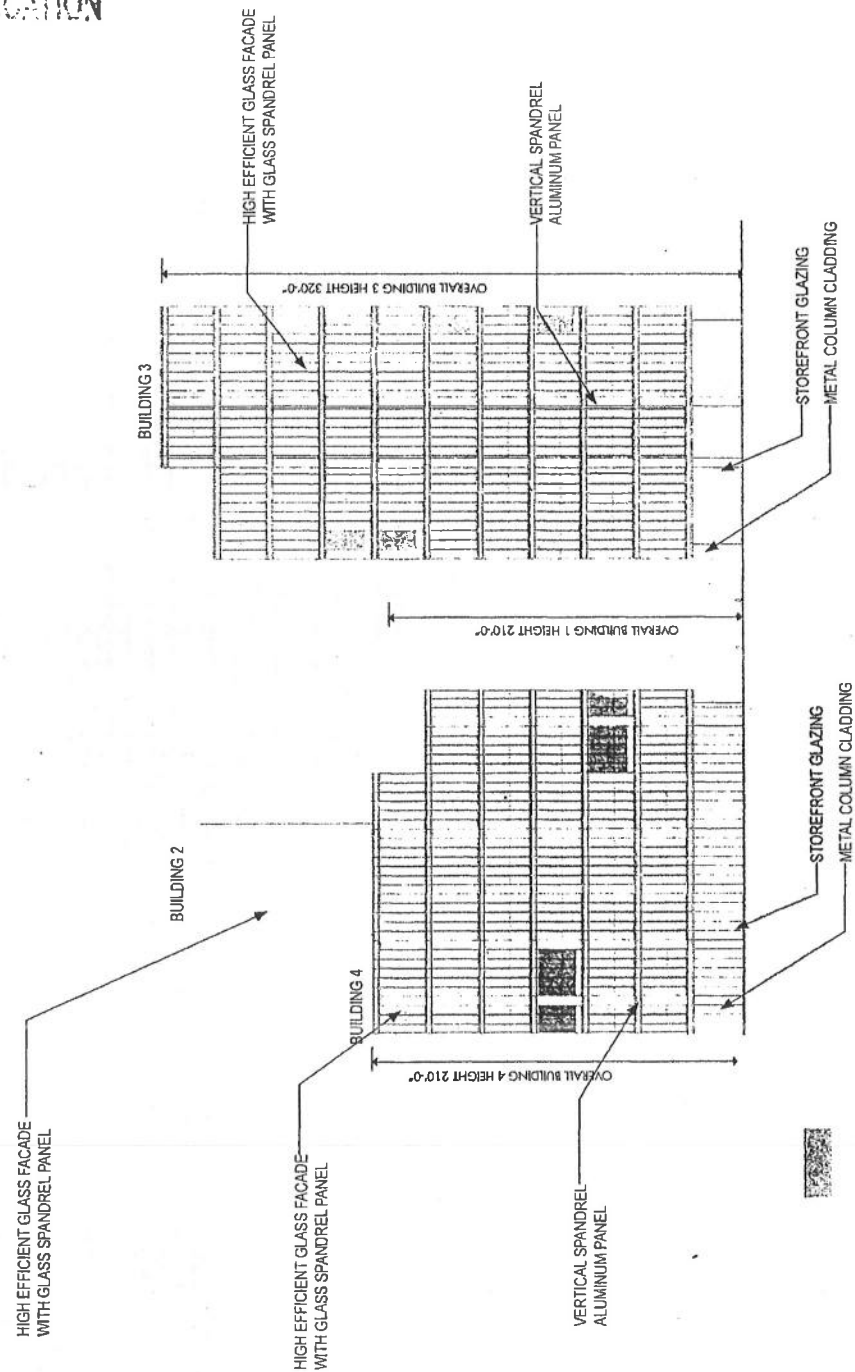 HIGH EFFICIENT GLASS FACADE
WITH GLASS SPANDREL PANEL
BUILDING 2
HIGH EFFICIENT GLASS FACADE
WITH GLASS SPANDREL PANEL
BUILDING 4
OVERALL BUILDING 4 HEIGHT 210'-0"
VERTICAL SPANDREL
ALUMINUM PANEL
STOREFRONT GLAZING
METAL COLUMN CLADDING
OVERALL BUILDING 1 HEIGHT 210'-0"
BUILDING 3
OVERALL BUILDING 3 HEIGHT 320'-0"
HIGH EFFICIENT GLASS FACADE
WITH GLASS SPANDREL PANEL
VERTICAL SPANDREL
ALUMINUM PANEL
STOREFRONT GLAZING
METAL COLUMN CLADDING